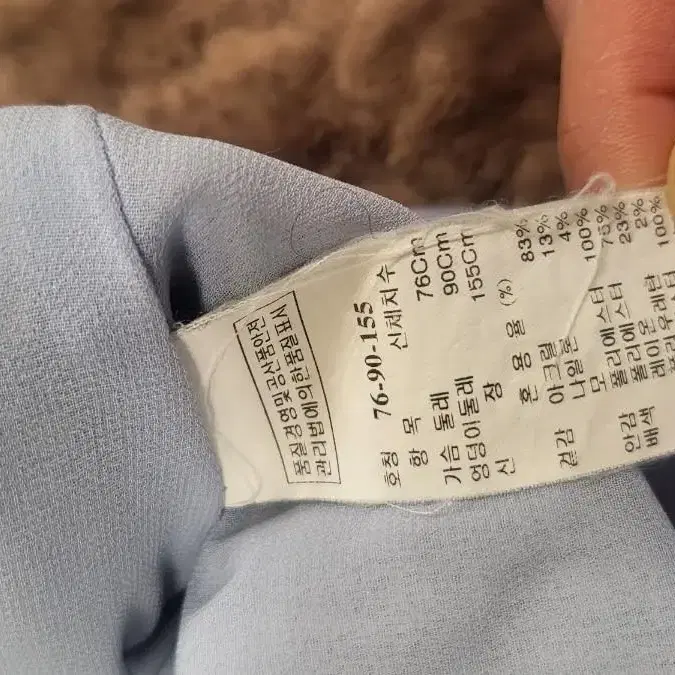 품질경영및공산품안전
관리법에의한품질표시
호칭 76-90-155
항목 신체치수
가슴둘레 76Cm
엉덩이둘레 90Cm
신장 155Cm
혼용율 (%)
겉감 아크릴 83%
나일론 13%
모 4%
안감 폴리에스터 100%
배색 폴리에스터 75%
레이온 23%
2%
100%